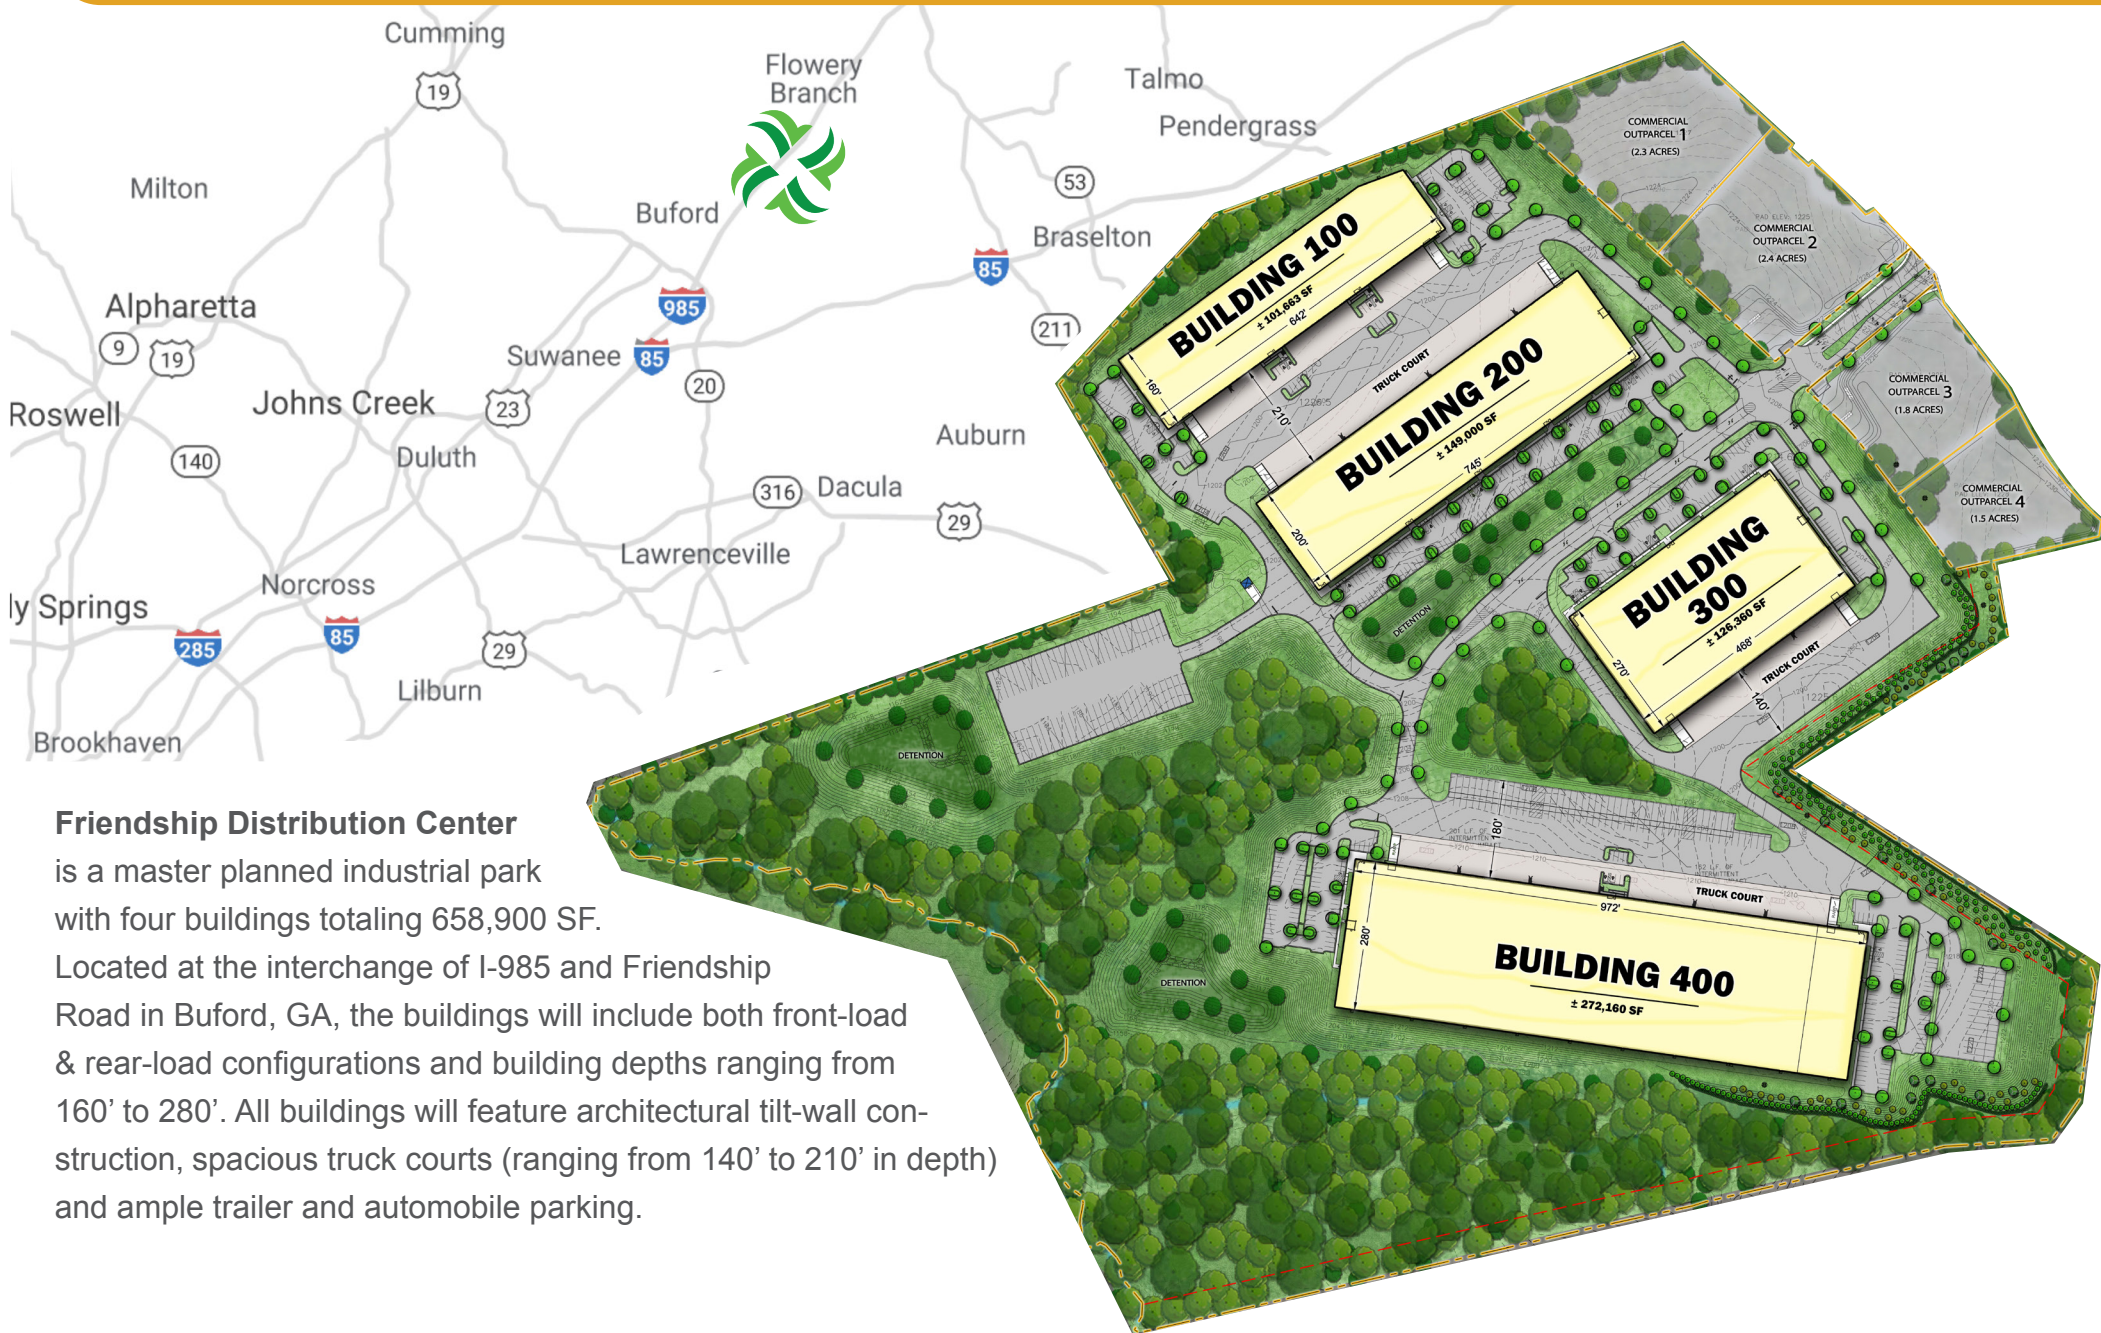 Cumming
19
Flowery
Branch
Talmo
Pendergrass
53
Milton
Buford
Braselton
85
985
211
Alpharetta
9
19
Suwanee
85
20
Johns Creek
23
Roswell
140
Duluth
Auburn
316
Dacula
29
Lawrenceville
Norcross
ly Springs
285
85
29
Lilburn
Brookhaven
COMMERCIAL
OUTPARCEL 1
(2.3 ACRES)
PAD ELEV. 1225
COMMERCIAL
OUTPARCEL 2
(2.4 ACRES)
COMMERCIAL
OUTPARCEL 3
(1.8 ACRES)
COMMERCIAL
OUTPARCEL 4
(1.5 ACRES)
BUILDING 100
± 101,663 SF
642'
160'
210'
TRUCK COURT
BUILDING 200
± 149,000 SF
745'
200'
DETENTION
BUILDING
300
± 126,360 SF
468'
270'
TRUCK COURT
140'
DETENTION
180'
TRUCK COURT
972'
280'
BUILDING 400
± 272,160 SF
DETENTION
Friendship Distribution Center
is a master planned industrial park
with four buildings totaling 658,900 SF.
Located at the interchange of I-985 and Friendship
Road in Buford, GA, the buildings will include both front-load
& rear-load configurations and building depths ranging from
160’ to 280’. All buildings will feature architectural tilt-wall con-
struction, spacious truck courts (ranging from 140’ to 210’ in depth)
and ample trailer and automobile parking.